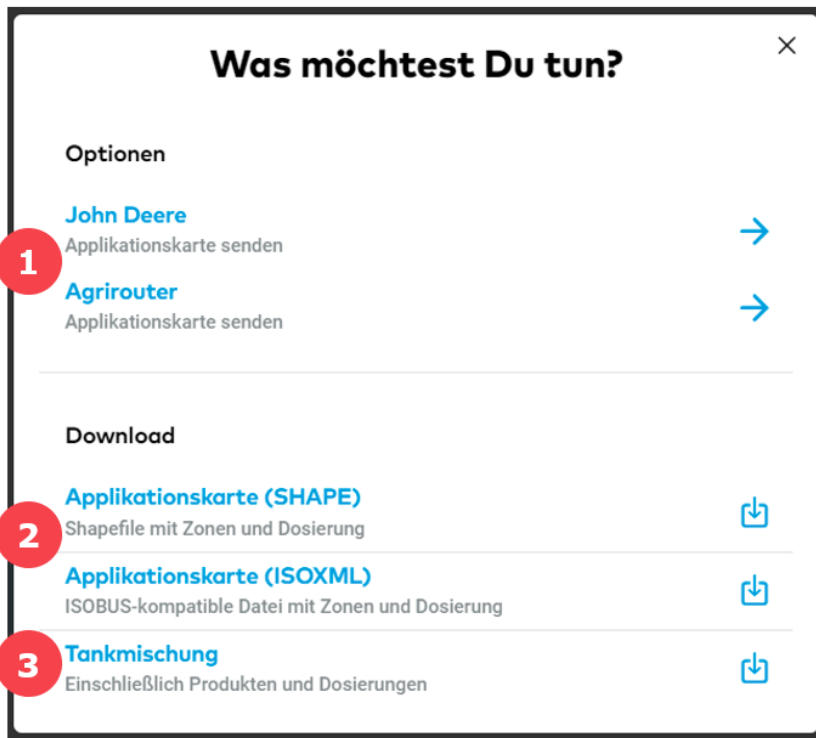 Was möchtest Du tun?
Optionen
John Deere
Applikationskarte senden
1
Agrirouter
Applikationskarte senden
Download
Applikationskarte (SHAPE)
2
Shapefile mit Zonen und Dosierung
Applikationskarte (ISOXML)
ISOBUS-kompatible Datei mit Zonen und Dosierung
3
Tankmischung
Einschließlich Produkten und Dosierungen